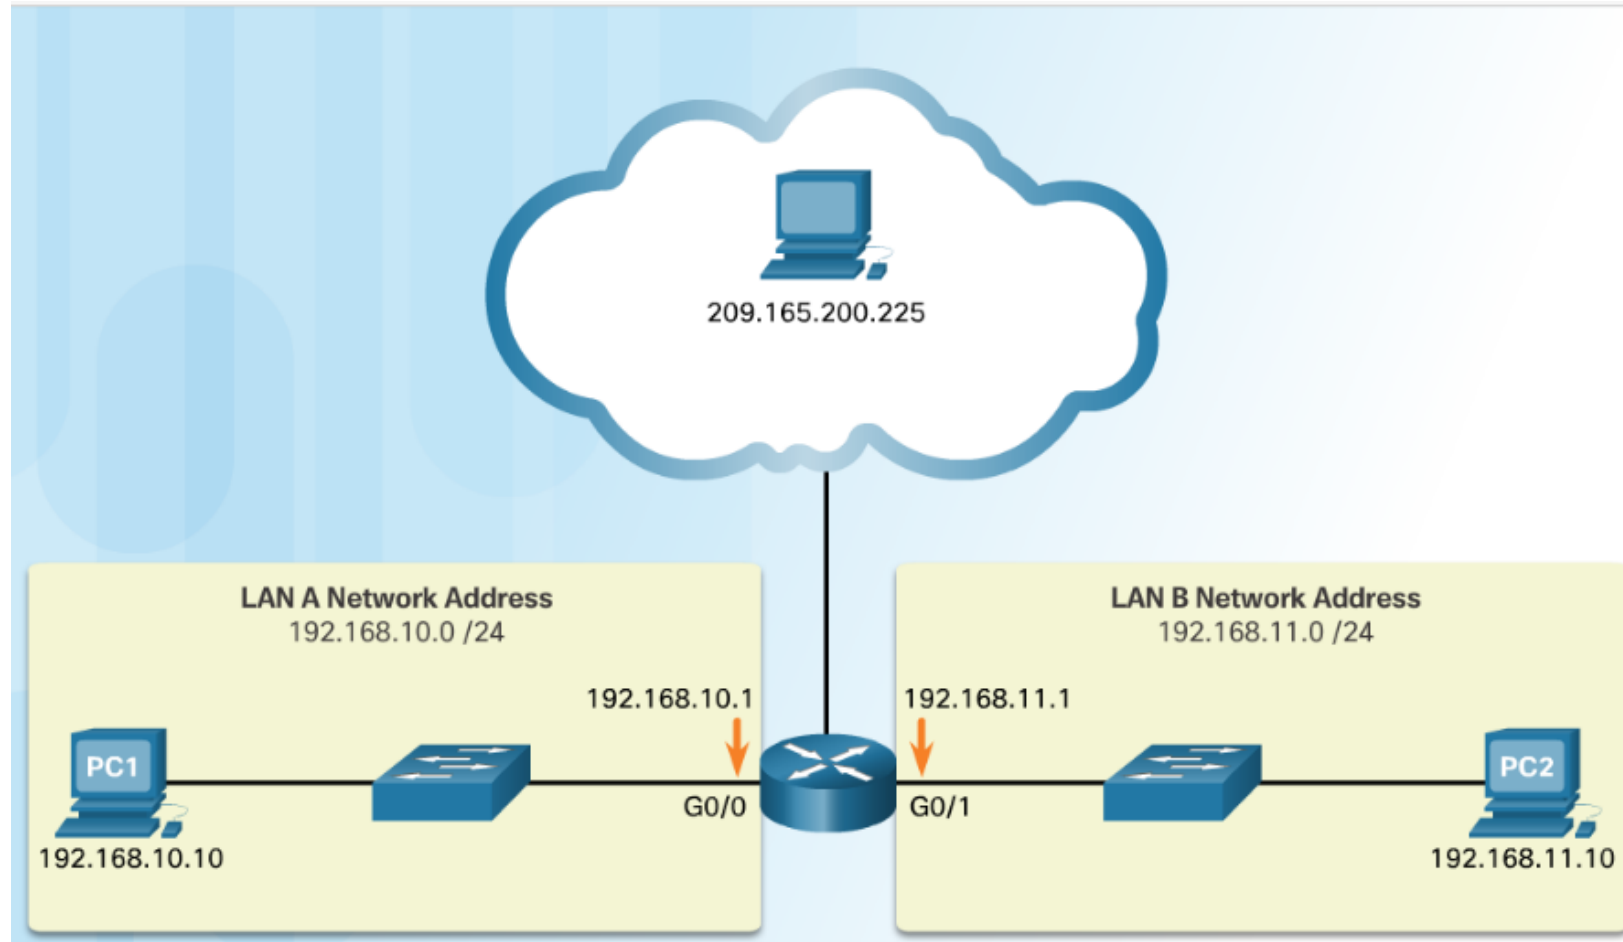 209.165.200.225
LAN A Network Address
192.168.10.0 /24
192.168.10.1
PC1
G0/0
192.168.10.10
LAN B Network Address
192.168.11.0 /24
192.168.11.1
G0/1
PC2
192.168.11.10